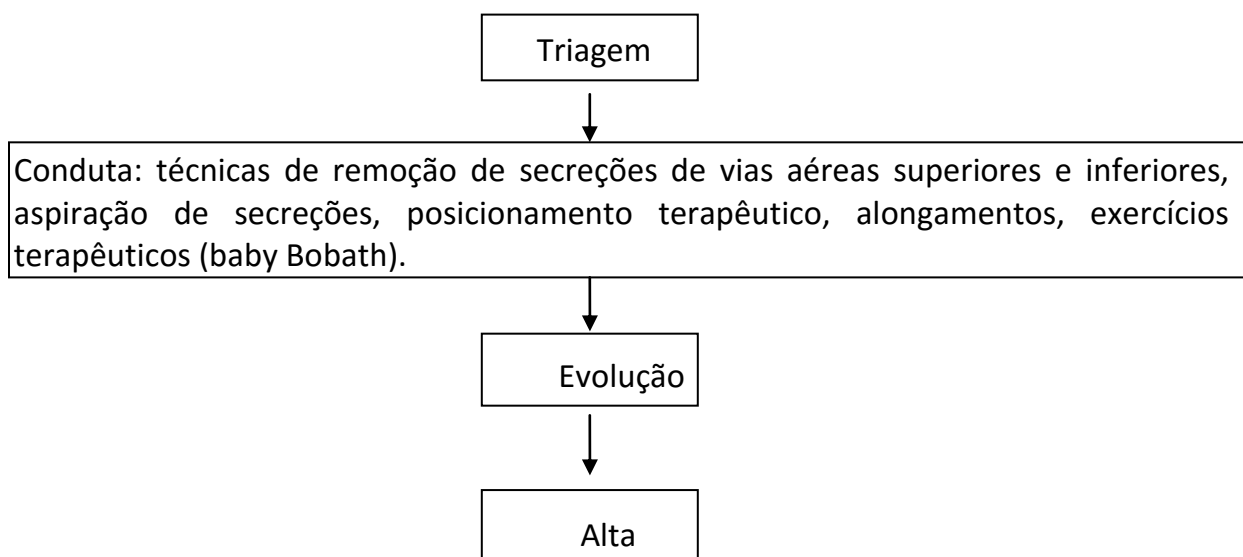 Triagem
Conduta: técnicas de remoção de secreções de vias aéreas superiores e inferiores,
aspiração de secreções, posicionamento terapêutico, alongamentos, exercícios
terapêuticos (baby Bobath).
Evolução
Alta